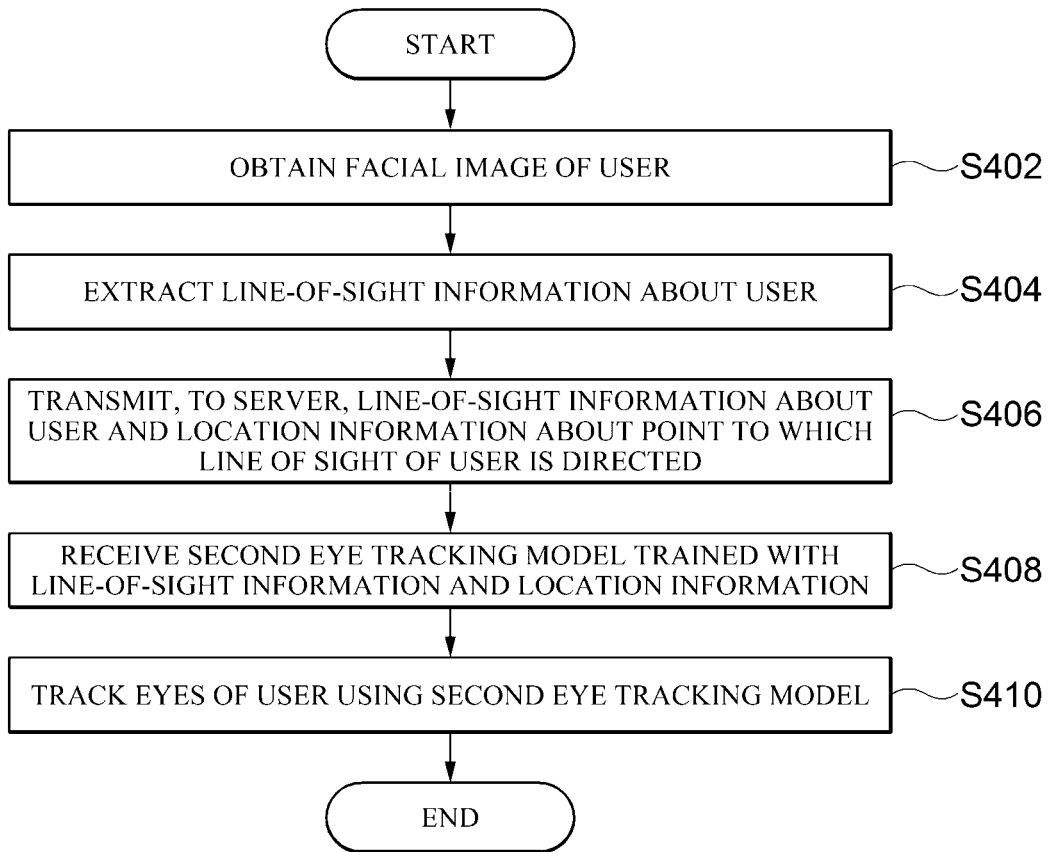 START
OBTAIN FACIAL IMAGE OF USER
S402
EXTRACT LINE-OF-SIGHT INFORMATION ABOUT USER
S404
TRANSMIT, TO SERVER, LINE-OF-SIGHT INFORMATION ABOUT
USER AND LOCATION INFORMATION ABOUT POINT TO WHICH
LINE OF SIGHT OF USER IS DIRECTED
S406
RECEIVE SECOND EYE TRACKING MODEL TRAINED WITH
LINE-OF-SIGHT INFORMATION AND LOCATION INFORMATION
S408
TRACK EYES OF USER USING SECOND EYE TRACKING MODEL
S410
END